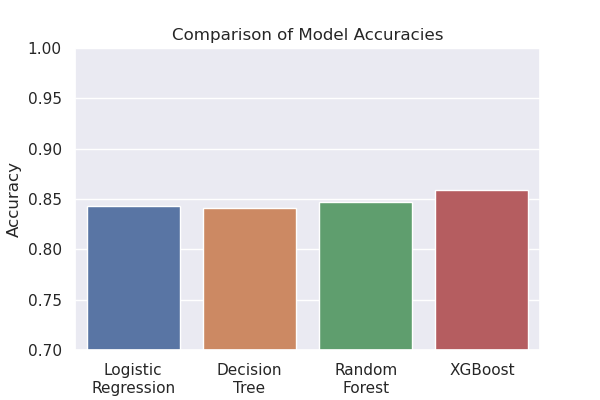 Comparison of Model Accuracies
1.00
0.95
0.90
0.85
0.80
0.75
0.70
Accuracy
Logistic
Regression
Decision
Tree
Random
Forest
XGBoost